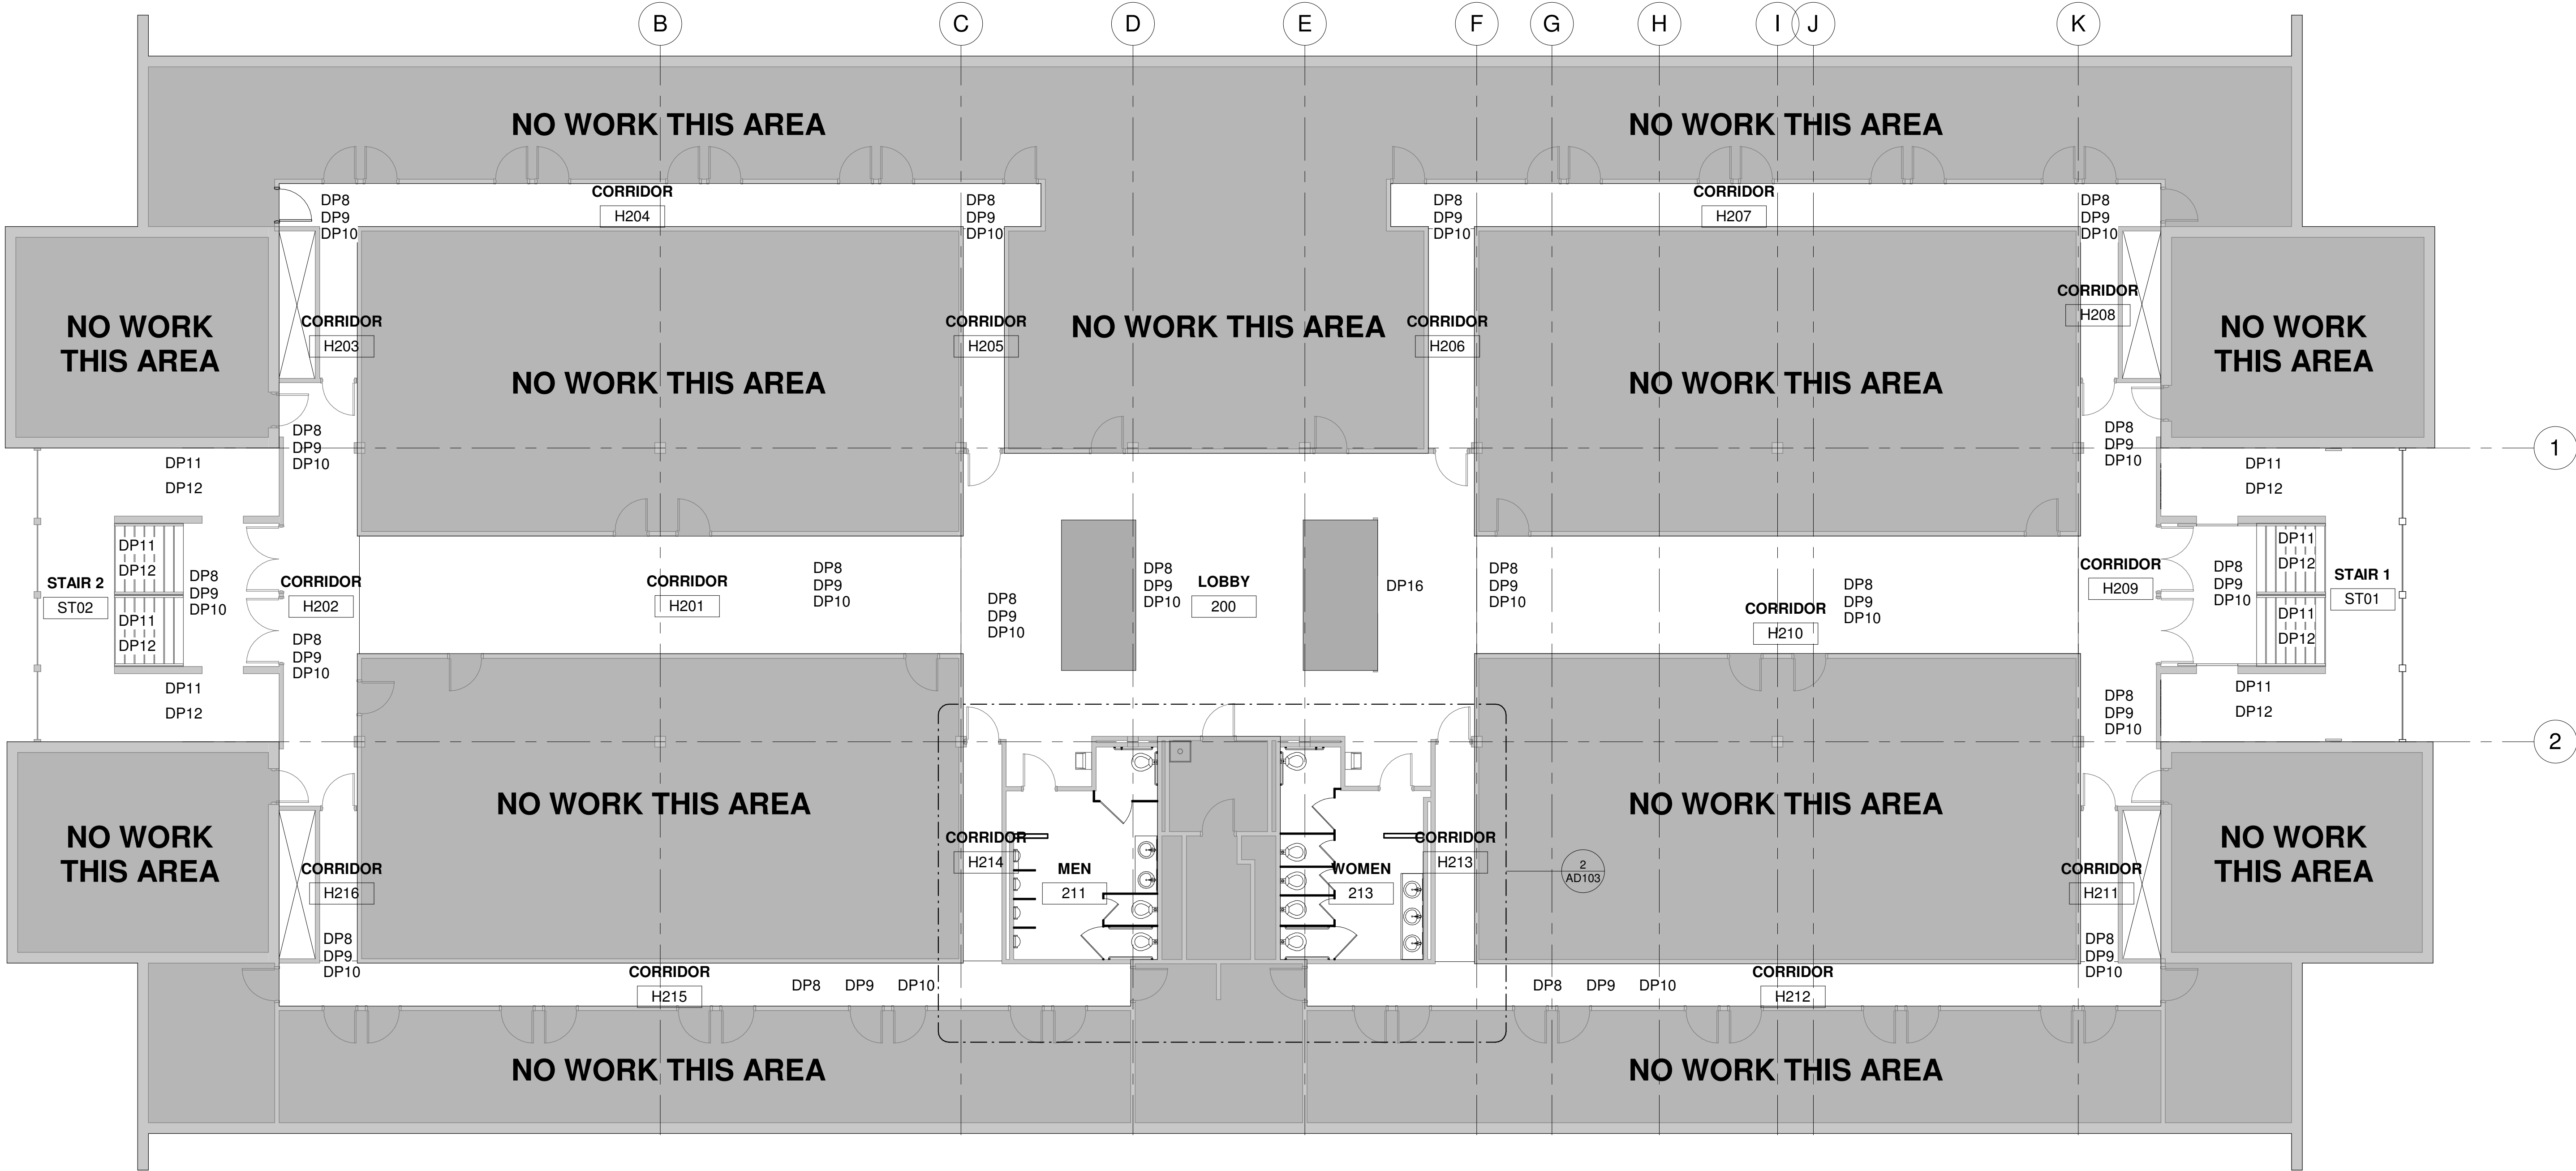 B
C
D
E
F
G
H
I
J
K
NO WORK THIS AREA
NO WORK THIS AREA
CORRIDOR
H204
DP8
DP9
DP10
DP8
DP9
DP10
DP8
DP9
DP10
CORRIDOR
H207
DP8
DP9
DP10
NO WORK
THIS AREA
CORRIDOR
H203
NO WORK THIS AREA
CORRIDOR
H205
NO WORK THIS AREA
CORRIDOR
H206
NO WORK THIS AREA
CORRIDOR
H208
NO WORK
THIS AREA
DP8
DP9
DP10
DP8
DP9
DP10
1
DP11
DP12
DP11
DP12
STAIR 2
ST02
DP11
DP12
DP11
DP12
DP8
DP9
DP10
CORRIDOR
H202
CORRIDOR
H201
DP8
DP9
DP10
DP8
DP9
DP10
DP8
DP9
DP10
LOBBY
200
DP16
DP8
DP9
DP10
CORRIDOR
H210
DP8
DP9
DP10
CORRIDOR
H209
DP8
DP9
DP10
DP11
DP12
DP11
DP12
STAIR 1
ST01
DP8
DP9
DP10
DP8
DP9
DP10
DP11
DP12
DP11
DP12
2
NO WORK
THIS AREA
CORRIDOR
H216
NO WORK THIS AREA
CORRIDOR
H214
MEN
211
WOMEN
213
CORRIDOR
H213
2
AD103
NO WORK THIS AREA
CORRIDOR
H211
NO WORK
THIS AREA
DP8
DP9
DP10
DP8
DP9
DP10
CORRIDOR
H215
DP8 DP9 DP10
DP8 DP9 DP10
CORRIDOR
H212
NO WORK THIS AREA
NO WORK THIS AREA